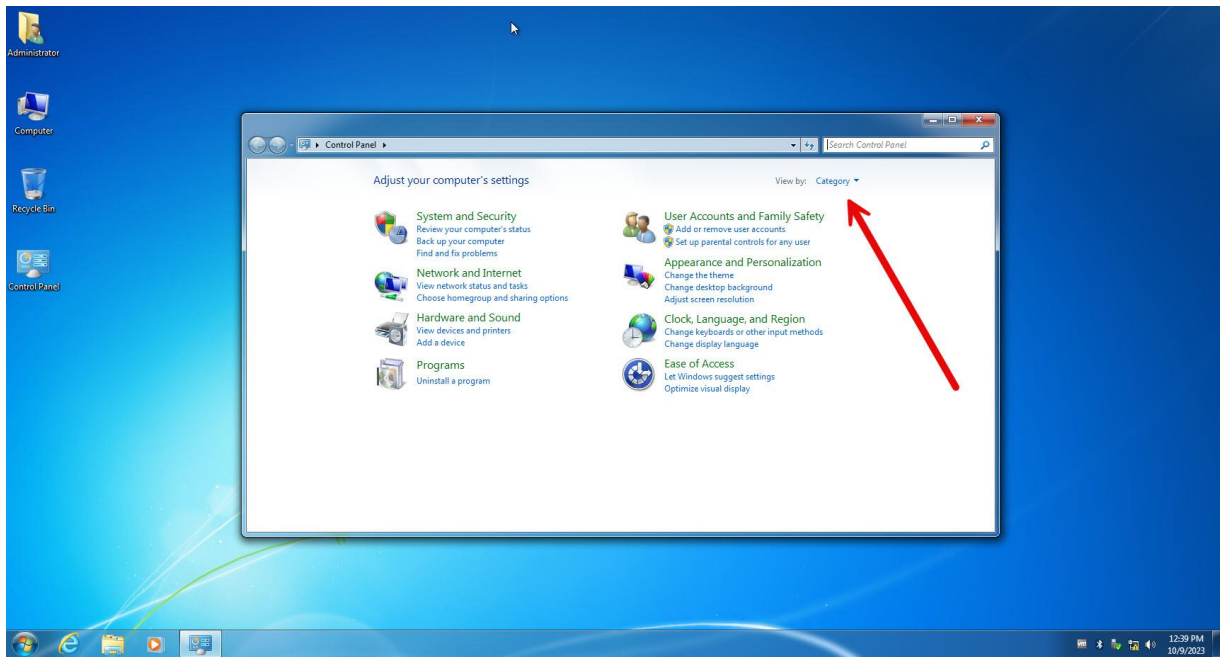 Administrator
Computer
Recycle Bin
Control Panel
Control Panel
Search Control Panel
Adjust your computer's settings
View by: Category
System and Security
Review your computer's status
Back up your computer
Find and fix problems
Network and Internet
View network status and tasks
Choose homegroup and sharing options
Hardware and Sound
View devices and printers
Add a device
Programs
Uninstall a program
User Accounts and Family Safety
Add or remove user accounts
Set up parental controls for any user
Appearance and Personalization
Change the theme
Change desktop background
Adjust screen resolution
Clock, Language, and Region
Change keyboards or other input methods
Change display language
Ease of Access
Let Windows suggest settings
Optimize visual display
12:39 PM
10/9/2023